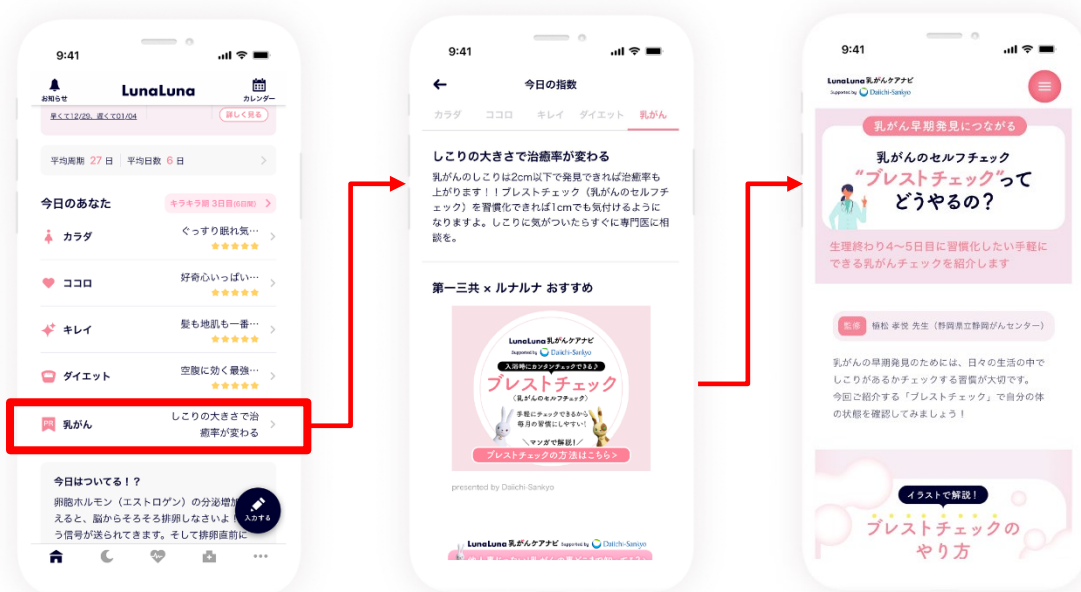 9:41
お知らせ
LunaLuna
カレンダー
早くて12/29、遅くて01/04
詳しく見る
平均周期 27 日 平均日数 6 日
今日のあなた
キラキラ期 3日目(6日間)
カラダ
ぐっすり眠れ気…
ココロ
好奇心いっぱい…
キレイ
髪も地肌も一番…
ダイエット
空腹に効く最強…
PR
乳がん
しこりの大きさで治
癒率が変わる
今日はついてる！？
卵胞ホルモン（エストロゲン）の分泌増加
えると、脳からそろそろ排卵しなさいよ
う信号が送られてきます。そして排卵直前に
入力する
9:41
今日の指数
カラダ ココロ キレイ ダイエット 乳がん
しこりの大きさで治癒率が変わる
乳がんのしこりは2cm以下で発見できれば治癒率も
上がります！！ブレストチェック（乳がんのセルフチ
ェック）を習慣化できれば1cmでも気付けるように
なりますよ。しこりに気がついたらすぐに専門医に相
談を。
第一三共 × ルナルナ おすすめ
LunaLuna 乳がんケアナビ
Supported by Daiichi-Sankyo
入浴時にカンタンチェックできる♪
ブレストチェック
（乳がんのセルフチェック）
手軽にチェックできるから
毎月の習慣にしやすい！
＼マンガで解説！／
ブレストチェックの方法はこちら＞
presented by Daiichi-Sankyo
LunaLuna 乳がんケアナビ Supported by Daiichi-Sankyo
9:41
LunaLuna 乳がんケアナビ
Supported by Daiichi-Sankyo
乳がん早期発見につながる
乳がんのセルフチェック
“ブレストチェック”って
どうやるの？
生理終わり4〜5日目に習慣化したい手軽に
できる乳がんチェックを紹介します
監修 植松 孝悦 先生（静岡県立静岡がんセンター）
乳がんの早期発見のためには、日々の生活の中で
しこりがあるかチェックする習慣が大切です。
今回ご紹介する「ブレストチェック」で自分の体
の状態を確認してみましょう！
イラストで解説！
ブレストチェックの
やり方